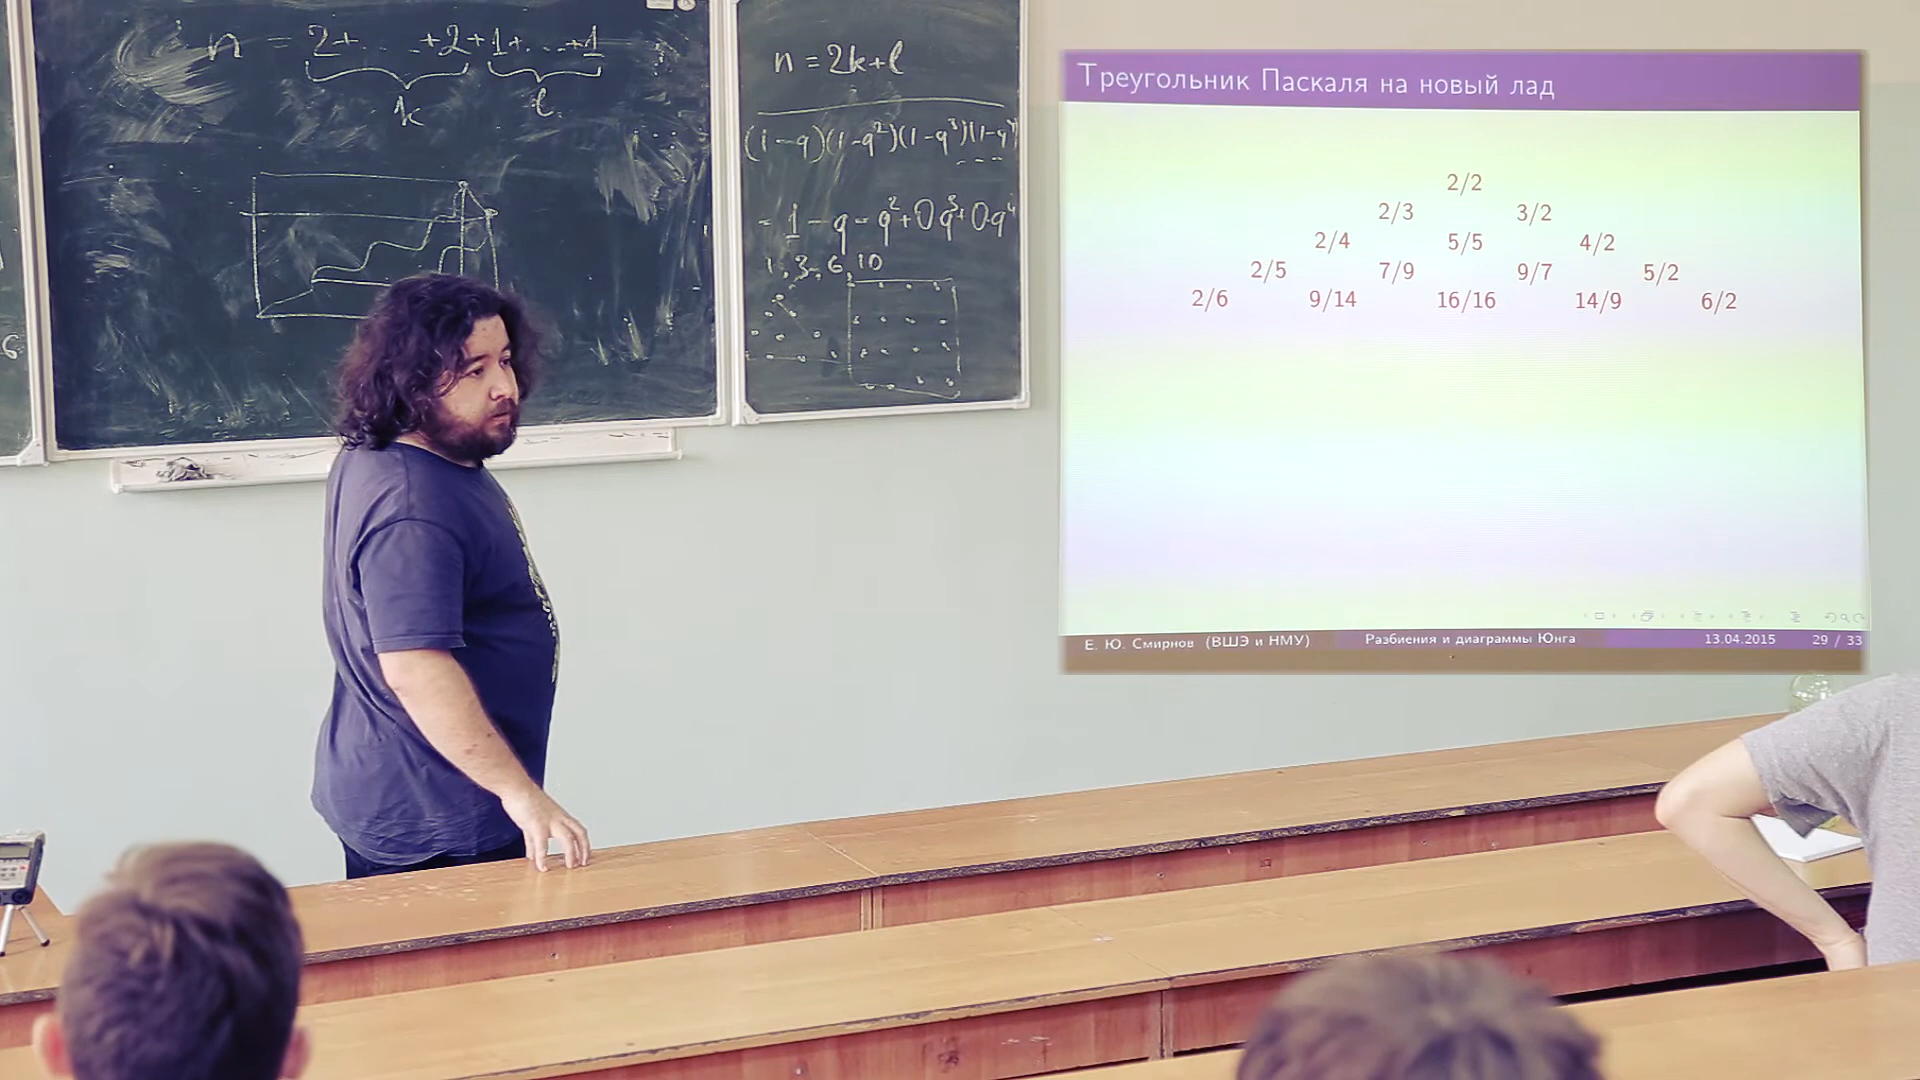 n = 2+...+2+1+...+1
k l
n = 2k+l
(1-q)(1-q²)(1-q³)(1-q⁴)
= 1 - q - q² + 0q³ + 0q⁴
1, 3, 6, 10
6
Треугольник Паскаля на новый лад
2/2
2/3 3/2
2/4 5/5 4/2
2/5 7/9 9/7 5/2
2/6 9/14 16/16 14/9 6/2
Е. Ю. Смирнов (ВШЭ и НМУ) Разбиения и диаграммы Юнга 13.04.2015 29 / 33